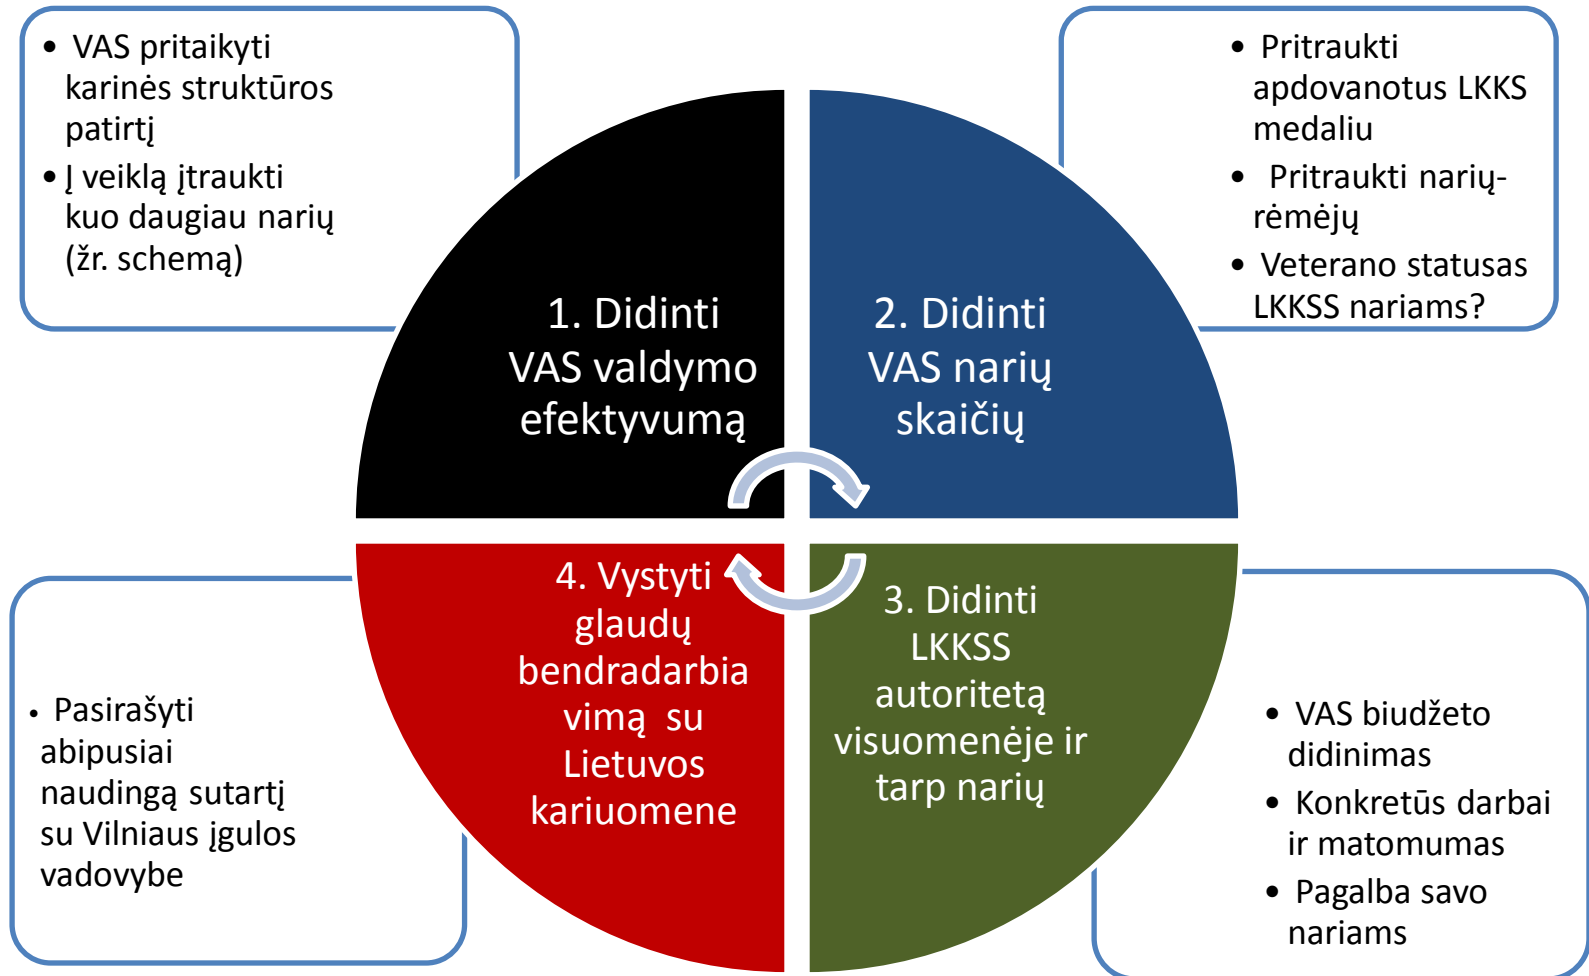 • VAS pritaikyti
karinės struktūros
patirtį
• Į veiklą įtraukti
kuo daugiau narių
(žr. schemą)
• Pritraukti
apdovanotus LKKS
medaliu
• Pritraukti narių-
rėmėjų
• Veterano statusas
LKKSS nariams?
1. Didinti
VAS valdymo
efektyvumą
2. Didinti
VAS narių
skaičių
4. Vystyti
glaudų
bendradarbia
vimą su
Lietuvos
kariuomene
3. Didinti
LKKSS
autoritetą
visuomenėje ir
tarp narių
• Pasirašyti
abipusiai
naudingą sutartį
su Vilniaus įgulos
vadovybe
• VAS biudžeto
didinimas
• Konkretūs darbai
ir matomumas
• Pagalba savo
nariams